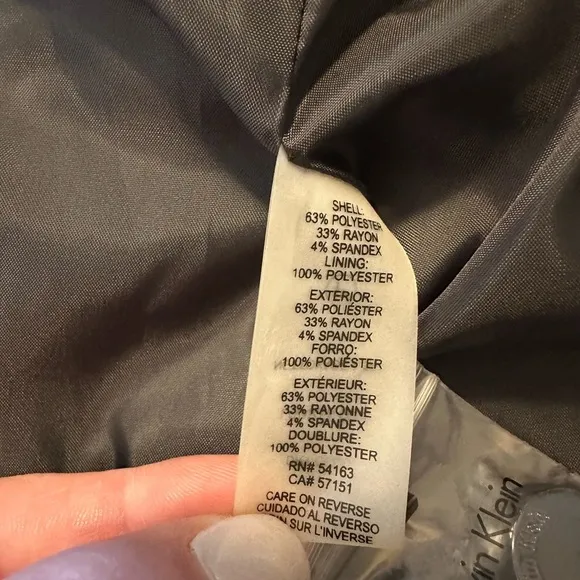 SHELL:
63% POLYESTER
33% RAYON
4% SPANDEX
LINING:
100% POLYESTER
EXTERIOR:
63% POLIÉSTER
33% RAYON
4% SPANDEX
FORRO:
100% POLIÉSTER
EXTÉRIEUR:
63% POLYESTER
33% RAYONNE
4% SPANDEX
DOUBLURE:
100% POLYESTER
RN# 54163
CA# 57151
CARE ON REVERSE
CUIDADO AL REVERSO
SUR L'INVERSE
Klein